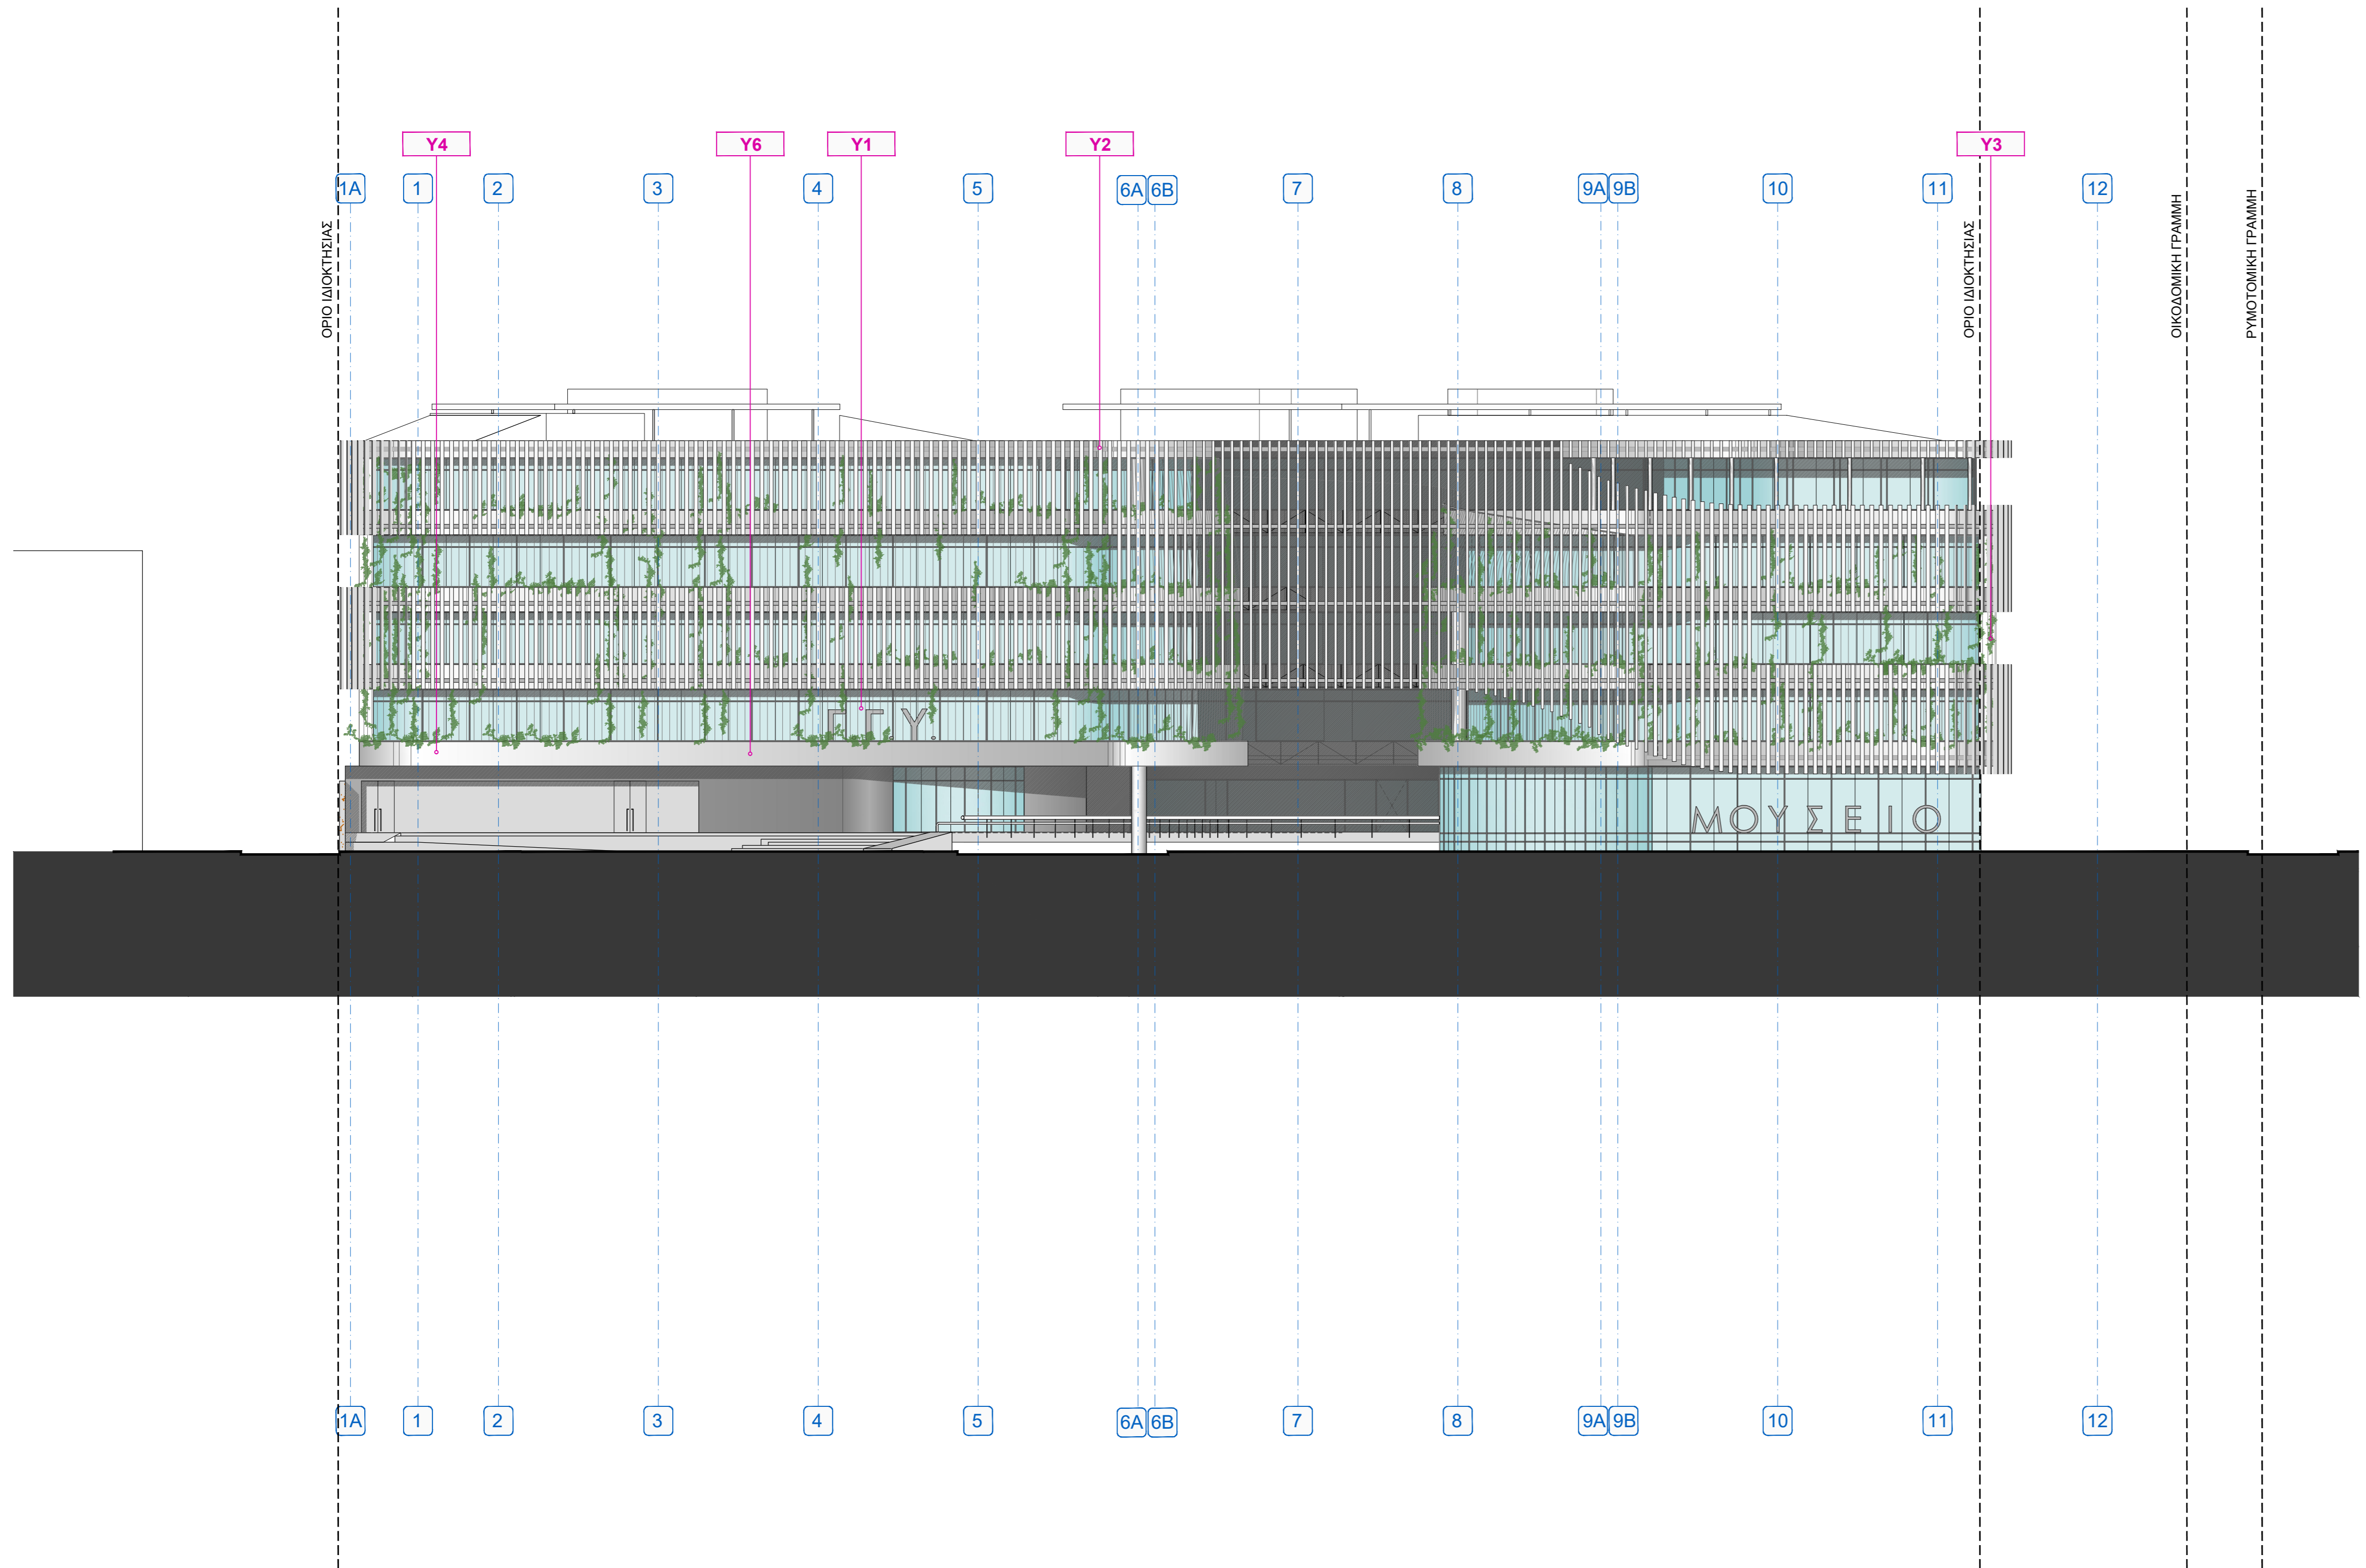 Y4 Y6 Y1 Y2 Y3
1A 1 2 3 4 5 6A 6B 7 8 9A 9B 10 11 12
ΟΡΙΟ ΙΔΙΟΚΤΗΣΙΑΣ
ΟΡΙΟ ΙΔΙΟΚΤΗΣΙΑΣ
ΟΙΚΟΔΟΜΙΚΗ ΓΡΑΜΜΗ
ΡΥΜΟΤΟΜΙΚΗ ΓΡΑΜΜΗ
Γ.Γ.Υ.
ΜΟΥΣΕΙΟ
1A 1 2 3 4 5 6A 6B 7 8 9A 9B 10 11 12